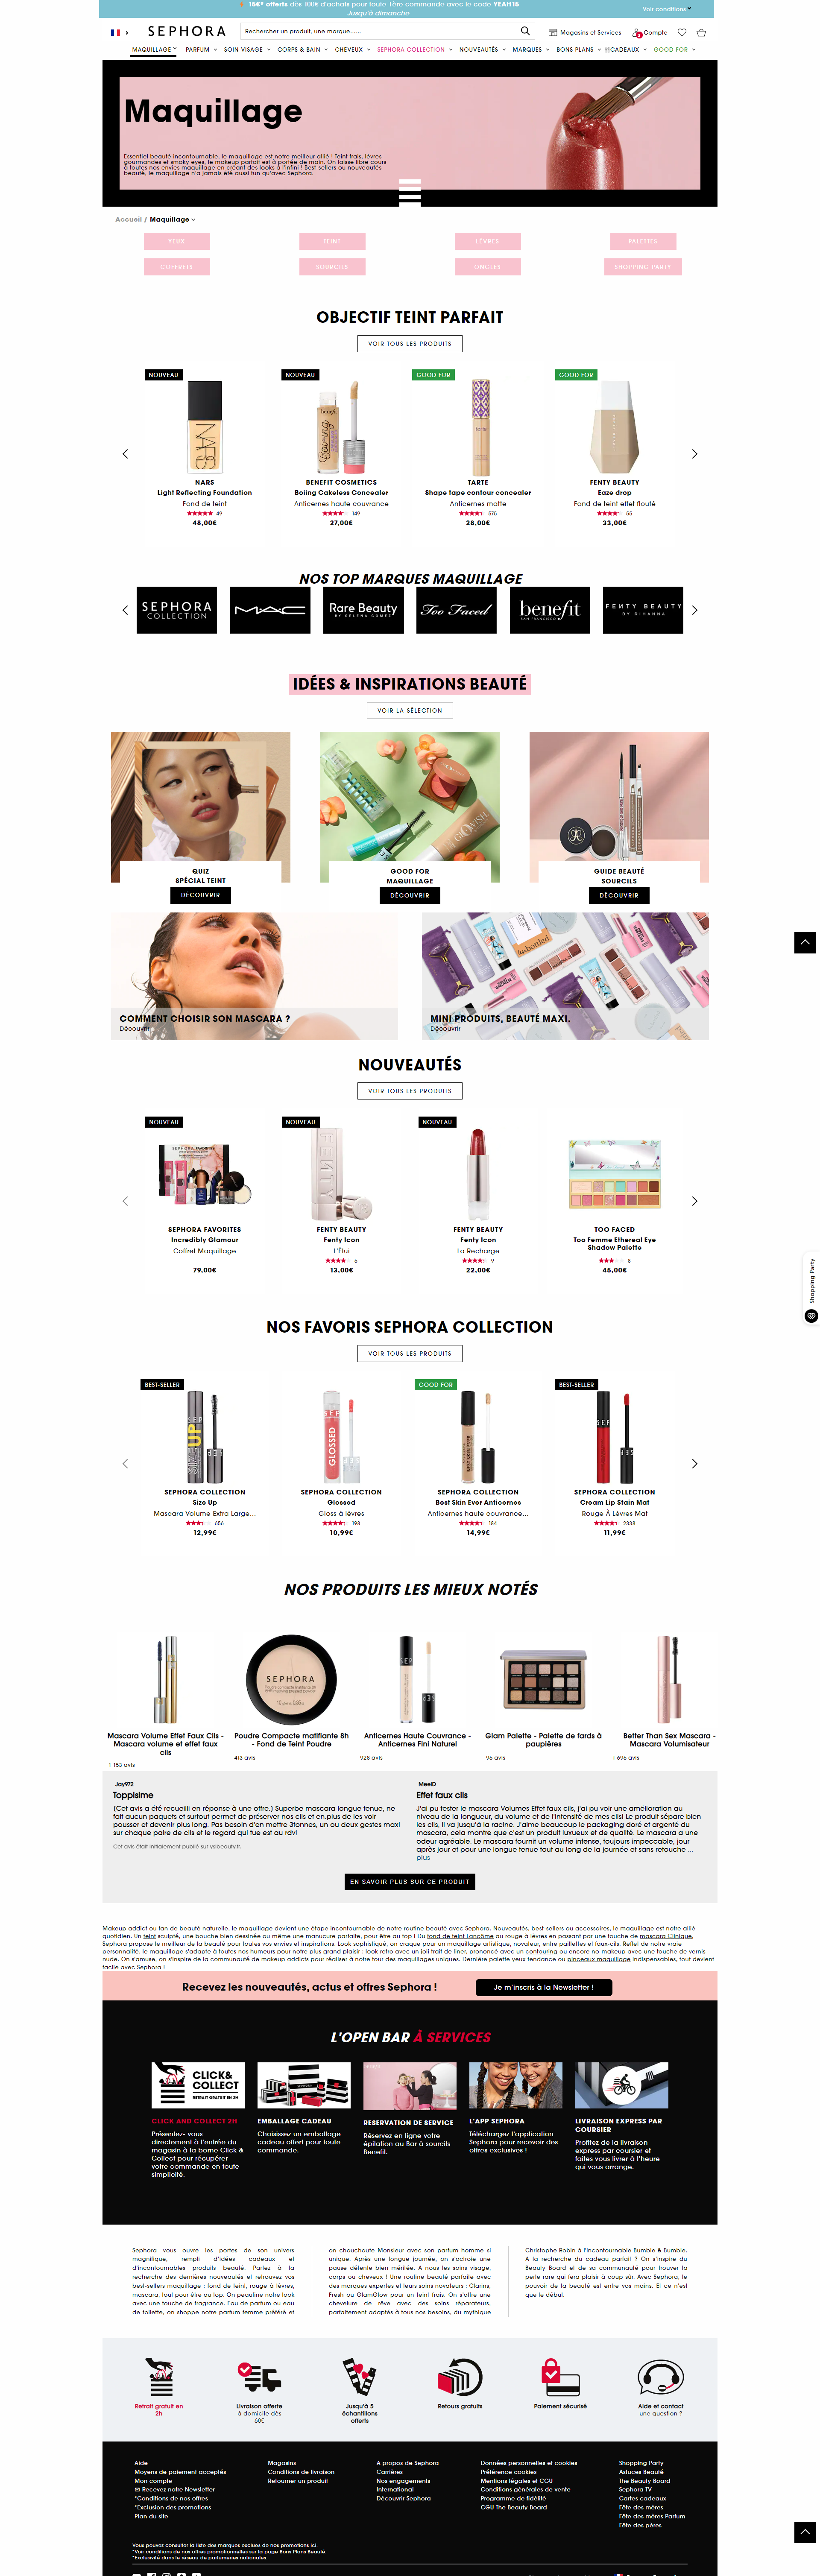 15€* offerts dès 100€ d'achats pour toute 1ère commande avec le code YEAH15
Jusqu'à dimanche
Voir conditions
SEPHORA
Rechercher un produit, une marque......
Magasins et Services
Compte
MAQUILLAGE PARFUM SOIN VISAGE CORPS & BAIN CHEVEUX SEPHORA COLLECTION NOUVEAUTÉS MARQUES BONS PLANS CADEAUX GOOD FOR
Maquillage
Essentiel beauté incontournable, le maquillage est notre meilleur allié ! Teint frais, lèvres
gourmandes et smoky eyes, le makeup parfait est à portée de main. On laisse libre cours
à toutes nos envies maquillage en créant des looks à l'infini ! Best-sellers ou nouveautés
beauté, le maquillage n'a jamais été aussi fun qu'avec Sephora.
Accueil / Maquillage
YEUX TEINT LÈVRES PALETTES
COFFRETS SOURCILS ONGLES SHOPPING PARTY
OBJECTIF TEINT PARFAIT
VOIR TOUS LES PRODUITS
NOUVEAU NOUVEAU GOOD FOR GOOD FOR
NARS BENEFIT COSMETICS TARTE FENTY BEAUTY
Light Reflecting Foundation Boiing Cakeless Concealer Shape tape contour concealer Eaze drop
Fond de teint Anticernes haute couvrance Anticernes matte Fond de teint effet flouté
49 149 575 55
48,00€ 27,00€ 28,00€ 33,00€
NOS TOP MARQUES MAQUILLAGE
SEPHORA COLLECTION
MAC
Rare Beauty
BY SELENA GOMEZ
Too Faced
benefit
SAN FRANCISCO
FENTY BEAUTY
BY RIHANNA
IDÉES & INSPIRATIONS BEAUTÉ
VOIR LA SÉLECTION
QUIZ
SPÉCIAL TEINT
DÉCOUVRIR
GOOD FOR
MAQUILLAGE
DÉCOUVRIR
GUIDE BEAUTÉ
SOURCILS
DÉCOUVRIR
COMMENT CHOISIR SON MASCARA ?
Découvrir
MINI PRODUITS, BEAUTÉ MAXI.
Découvrir
NOUVEAUTÉS
VOIR TOUS LES PRODUITS
NOUVEAU NOUVEAU NOUVEAU
SEPHORA FAVORITES FENTY BEAUTY FENTY BEAUTY TOO FACED
Incredibly Glamour Fenty Icon Fenty Icon Too Femme Ethereal Eye
Shadow Palette
Coffret Maquillage L'Étui La Recharge
5 9 8
79,00€ 13,00€ 22,00€ 45,00€
Shopping Party
NOS FAVORIS SEPHORA COLLECTION
VOIR TOUS LES PRODUITS
BEST-SELLER GOOD FOR BEST-SELLER
SEPHORA COLLECTION SEPHORA COLLECTION SEPHORA COLLECTION SEPHORA COLLECTION
Size Up Glossed Best Skin Ever Anticernes Cream Lip Stain Mat
Mascara Volume Extra Large... Gloss à lèvres Anticernes haute couvrance... Rouge À Lèvres Mat
656 198 184 2338
12,99€ 10,99€ 14,99€ 11,99€
NOS PRODUITS LES MIEUX NOTÉS
Mascara Volume Effet Faux Cils -
Mascara volume et effet faux
cils
1 153 avis
Poudre Compacte matifiante 8h
- Fond de Teint Poudre
413 avis
Anticernes Haute Couvrance -
Anticernes Fini Naturel
928 avis
Glam Palette - Palette de fards à
paupières
95 avis
Better Than Sex Mascara -
Mascara Volumisateur
1 695 avis
Jay972
Toppisime
(Cet avis a été recueilli en réponse à une offre.) Superbe mascara longue tenue, ne
fait aucun paquets et surtout permet de préserver nos cils et en.plus de les voir
pousser et devenir plus long. Pas besoin d'en mettre 3tonnes, un ou deux gestes maxi
sur chaque paire de cils et le regard qui tue est au rdv!
Cet avis était initialement publié sur yslbeauty.fr.
MeeID
Effet faux cils
J'ai pu tester le mascara Volumes Effet faux cils, j'ai pu voir une amélioration au
niveau de la longueur, du volume et de l'intensité de mes cils! Le produit sépare bien
les cils, il va jusqu'à la racine. J'aime beaucoup le packaging doré et argenté du
mascara, cela montre que c'est un produit luxueux et de qualité. Le mascara a une
odeur agréable. Le mascara fournit un volume intense, toujours impeccable, jour
après jour et pour une longue tenue tout au long de la journée et sans retouche ...
plus
EN SAVOIR PLUS SUR CE PRODUIT
Makeup addict ou fan de beauté naturelle, le maquillage devient une étape incontournable de notre routine beauté avec Sephora. Nouveautés, best-sellers ou accessoires, le maquillage est notre allié
quotidien. Un teint sculpté, une bouche bien dessinée ou même une manucure parfaite, pour être au top ! Du fond de teint Lancôme au rouge à lèvres en passant par une touche de mascara Clinique,
Sephora propose le meilleur de la beauté pour toutes vos envies et inspirations. Look sophistiqué, on craque pour un maquillage artistique, novateur, entre paillettes et faux-cils. Reflet de notre vraie
personnalité, le maquillage s'adapte à toutes nos humeurs pour notre plus grand plaisir : look retro avec un joli trait de liner, prononcé avec un contouring ou encore no-makeup avec une touche de vernis
nude. On s'amuse, on s'inspire de la communauté de makeup addicts pour réaliser à notre tour des maquillages uniques. Dernière palette yeux tendance ou pinceaux maquillage indispensables, tout devient
facile avec Sephora !
Recevez les nouveautés, actus et offres Sephora !
Je m'inscris à la Newsletter !
L'OPEN BAR À SERVICES
CLICK&
COLLECT
RETRAIT GRATUIT EN 2H
CLICK AND COLLECT 2H
Présentez- vous
directement à l'entrée du
magasin à la borne Click &
Collect pour récupérer
votre commande en toute
simplicité.
EMBALLAGE CADEAU
Choisissez un emballage
cadeau offert pour toute
commande.
RESERVATION DE SERVICE
Réservez en ligne votre
épilation au Bar à sourcils
Benefit.
L'APP SEPHORA
Téléchargez l'application
Sephora pour recevoir des
offres exclusives !
LIVRAISON EXPRESS PAR
COURSIER
Profitez de la livraison
express par coursier et
faites vous livrer à l'heure
qui vous arrange.
Sephora vous ouvre les portes de son univers
magnifique, rempli d'idées cadeaux et
d'incontournables produits beauté. Partez à la
recherche des dernières nouveautés et retrouvez vos
best-sellers maquillage : fond de teint, rouge à lèvres,
mascara, tout pour être au top. On peaufine notre look
avec une touche de fragrance. Eau de parfum ou eau
de toilette, on shoppe notre parfum femme préféré et
on chouchoute Monsieur avec son parfum homme si
unique. Après une longue journée, on s'octroie une
pause détente bien méritée. A nous les soins visage,
corps ou cheveux ! Une routine beauté parfaite avec
des marques expertes et leurs soins novateurs : Clarins,
Fresh ou GlamGlow pour un teint frais. On s'offre une
chevelure de rêve avec des soins réparateurs,
parfaitement adaptés à tous nos besoins, du mythique
Christophe Robin à l'incontournable Bumble & Bumble.
A la recherche du cadeau parfait ? On s'inspire du
Beauty Board et de sa communauté pour trouver la
perle rare qui fera plaisir à coup sûr. Avec Sephora, le
pouvoir de la beauté est entre vos mains. Et ce n'est
que le début.
Retrait gratuit en
2h
Livraison offerte
à domicile dès
60€
Jusqu'à 5
échantillons
offerts
Retours gratuits
Paiement sécurisé
Aide et contact
une question ?
Aide
Moyens de paiement acceptés
Mon compte
Recevez notre Newsletter
*Conditions de nos offres
*Exclusion des promotions
Plan du site
Magasins
Conditions de livraison
Retourner un produit
A propos de Sephora
Carrières
Nos engagements
International
Découvrir Sephora
Données personnelles et cookies
Préférence cookies
Mentions légales et CGU
Conditions générales de vente
Programme de fidélité
CGU The Beauty Board
Shopping Party
Astuces Beauté
The Beauty Board
Sephora TV
Cartes cadeaux
Fête des mères
Fête des mères Parfum
Fête des pères
Vous pouvez consulter la liste des marques exclues de nos promotions ici.
*Voir conditions de nos offres promotionnelles sur la page Bons Plans Beauté.
*Exclusivité dans le réseau de parfumeries nationales.